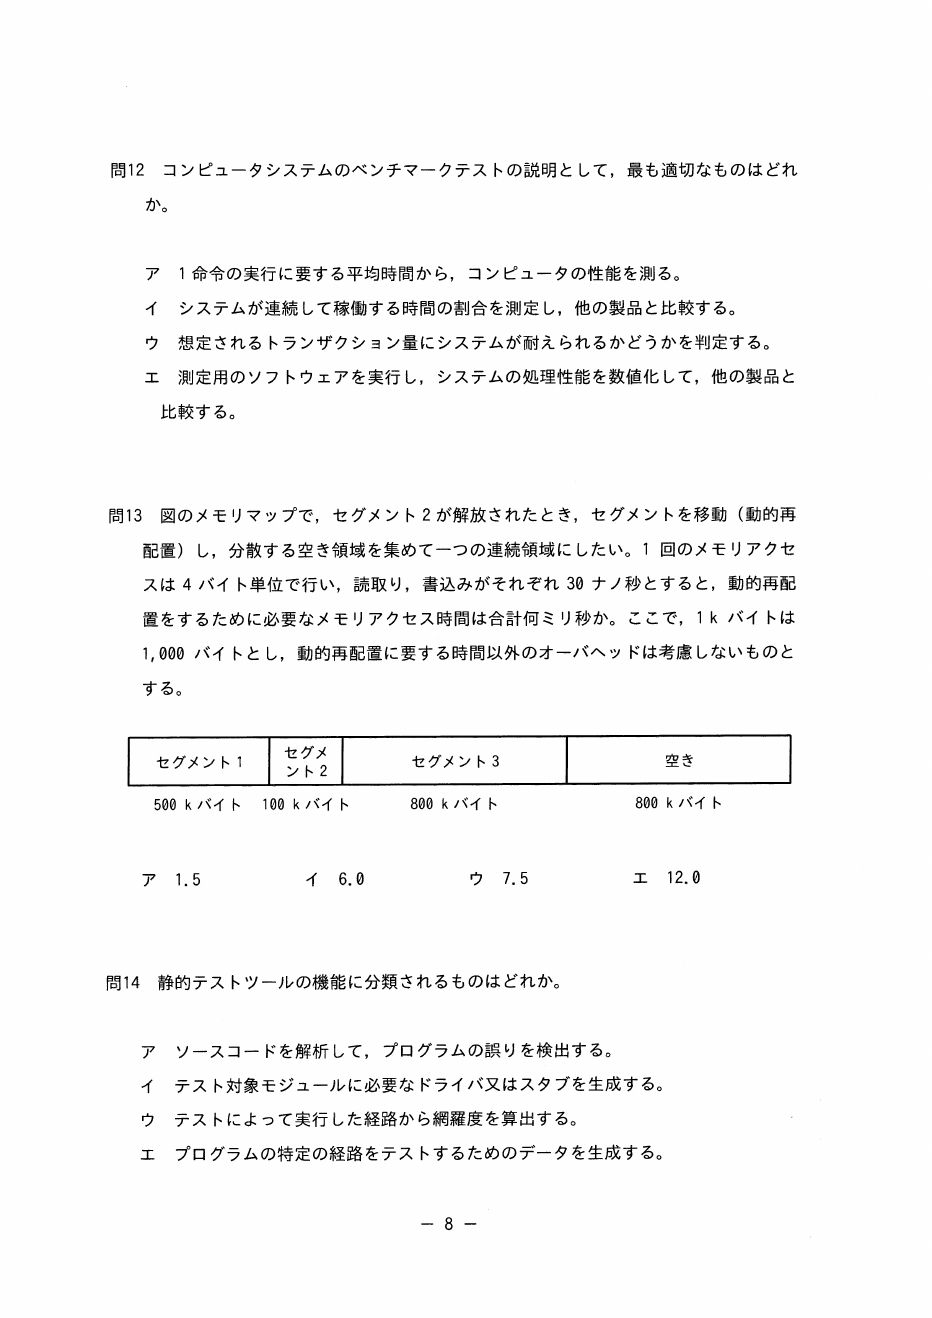 問12 コンピュータシステムのベンチマークテストの説明として，最も適切なものはどれ
か。
ア 1命令の実行に要する平均時間から，コンピュータの性能を測る。
イ システムが連続して稼働する時間の割合を測定し，他の製品と比較する。
ウ 想定されるトランザクション量にシステムが耐えられるかどうかを判定する。
エ 測定用のソフトウェアを実行し，システムの処理性能を数値化して，他の製品と
比較する。
問13 図のメモリマップで，セグメント2が解放されたとき，セグメントを移動（動的再
配置）し，分散する空き領域を集めて一つの連続領域にしたい。1 回のメモリアクセ
スは 4 バイト単位で行い，読取り，書込みがそれぞれ 30 ナノ秒とすると，動的再配
置をするために必要なメモリアクセス時間は合計何ミリ秒か。ここで，1k バイトは
1,000 バイトとし，動的再配置に要する時間以外のオーバヘッドは考慮しないものと
する。
セグメント1 セグメ
ント2 セグメント3 空き
500 kバイト 100 kバイト 800 kバイト 800 kバイト
ア 1.5 イ 6.0 ウ 7.5 エ 12.0
問14 静的テストツールの機能に分類されるものはどれか。
ア ソースコードを解析して，プログラムの誤りを検出する。
イ テスト対象モジュールに必要なドライバ又はスタブを生成する。
ウ テストによって実行した経路から網羅度を算出する。
エ プログラムの特定の経路をテストするためのデータを生成する。
－ 8 －